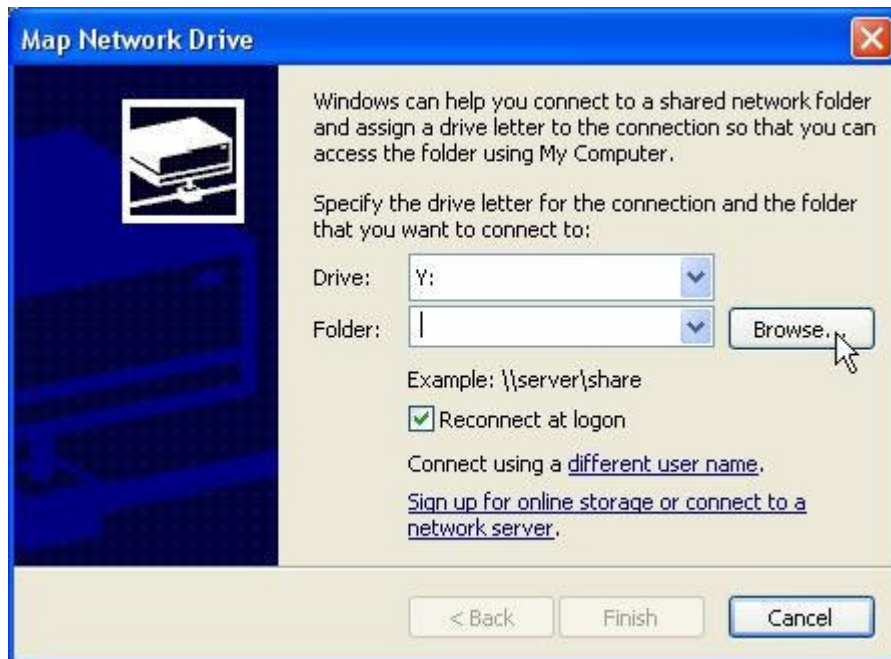 Map Network Drive
Windows can help you connect to a shared network folder
and assign a drive letter to the connection so that you can
access the folder using My Computer.
Specify the drive letter for the connection and the folder
that you want to connect to:
Drive: Y:
Folder: Browse...
Example: \\server\share
Reconnect at logon
Connect using a different user name.
Sign up for online storage or connect to a
network server.
< Back Finish Cancel